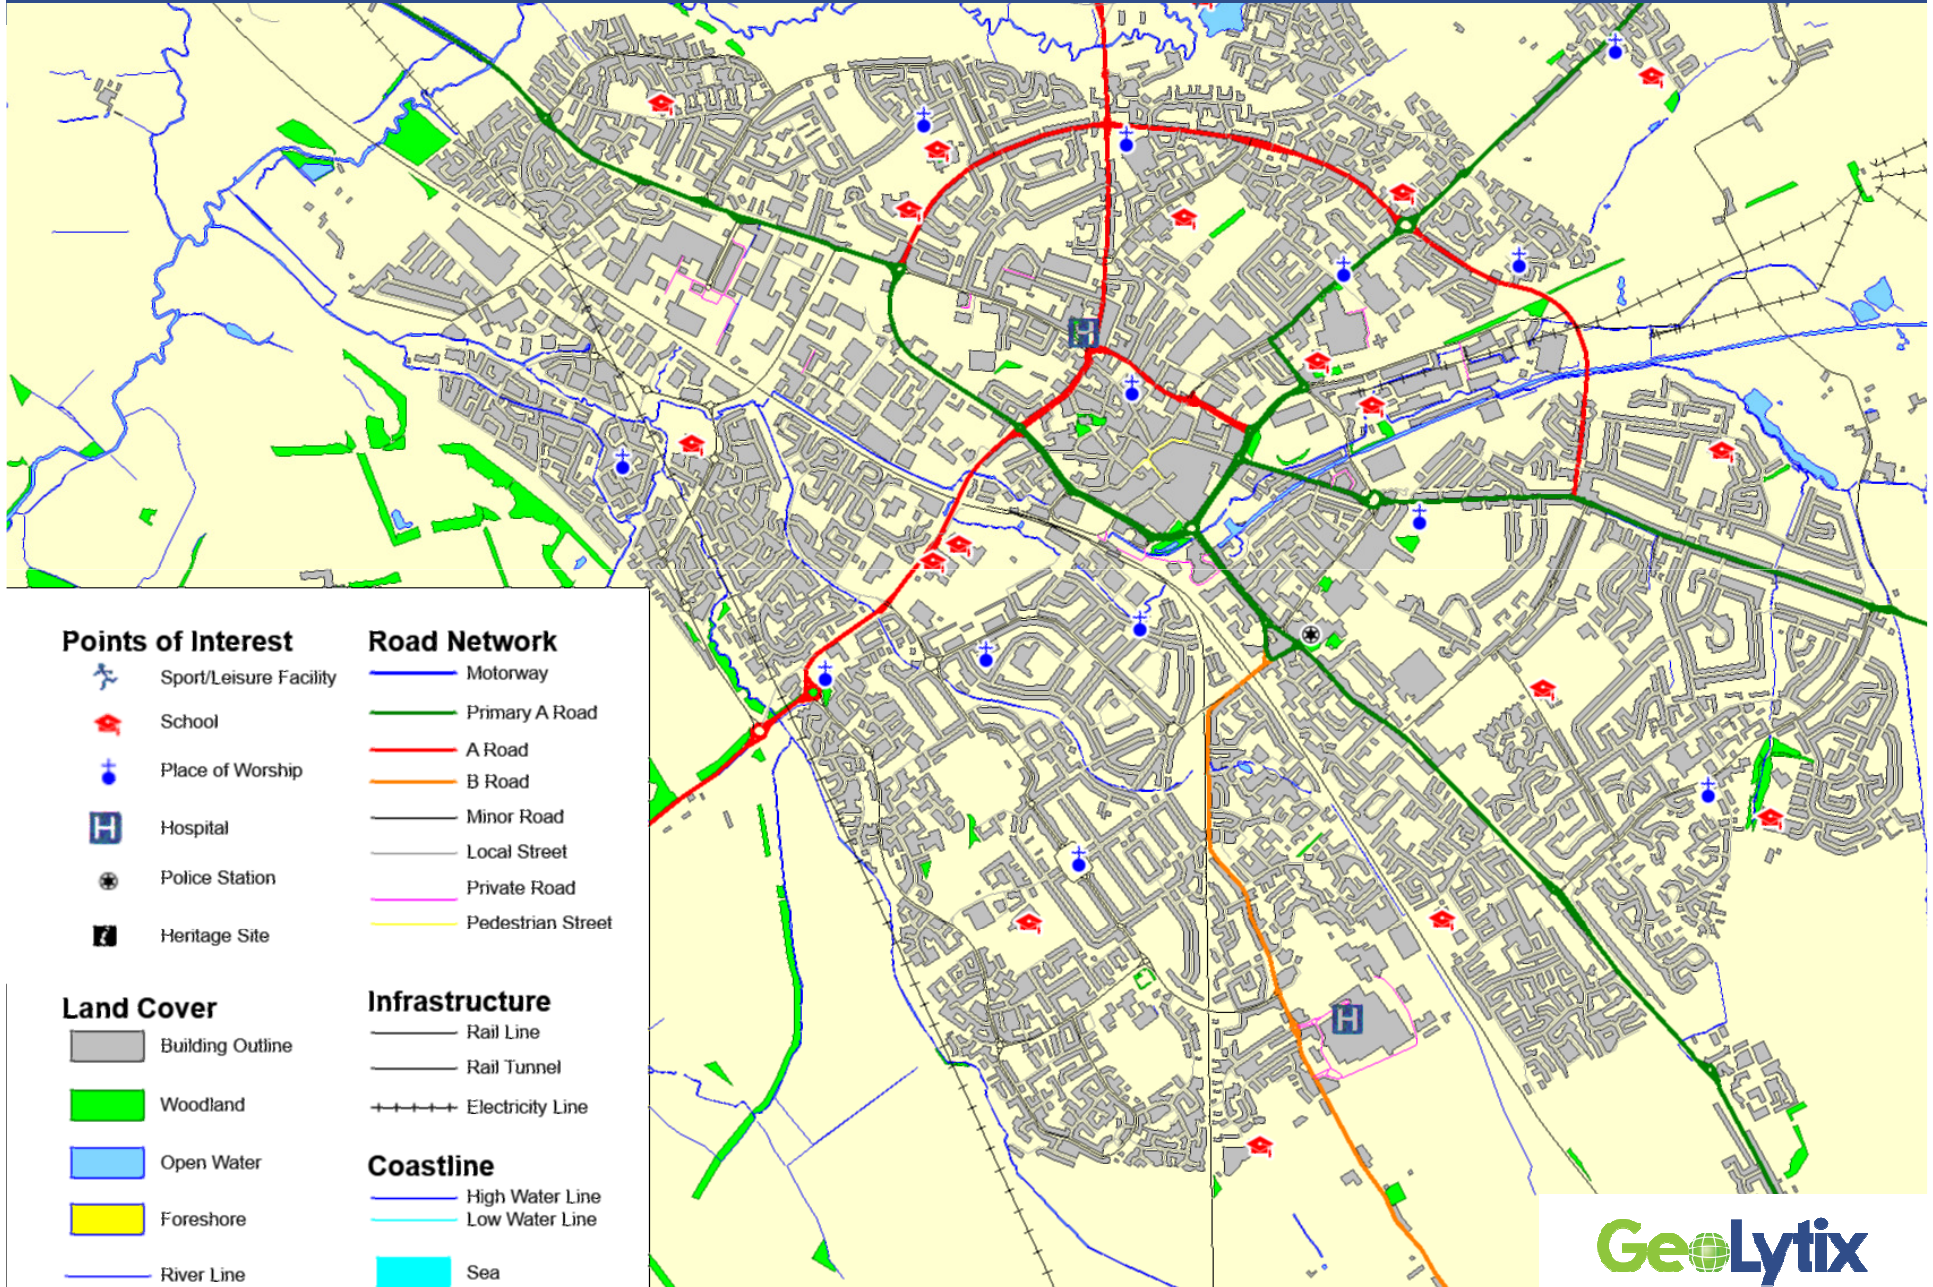 Points of Interest
Sport/Leisure Facility
School
Place of Worship
H
Hospital
Police Station
i
Heritage Site
Land Cover
Building Outline
Woodland
Open Water
Foreshore
River Line
Road Network
Motorway
Primary A Road
A Road
B Road
Minor Road
Local Street
Private Road
Pedestrian Street
Infrastructure
Rail Line
Rail Tunnel
Electricity Line
Coastline
High Water Line
Low Water Line
Sea
H
H
GeoLytix